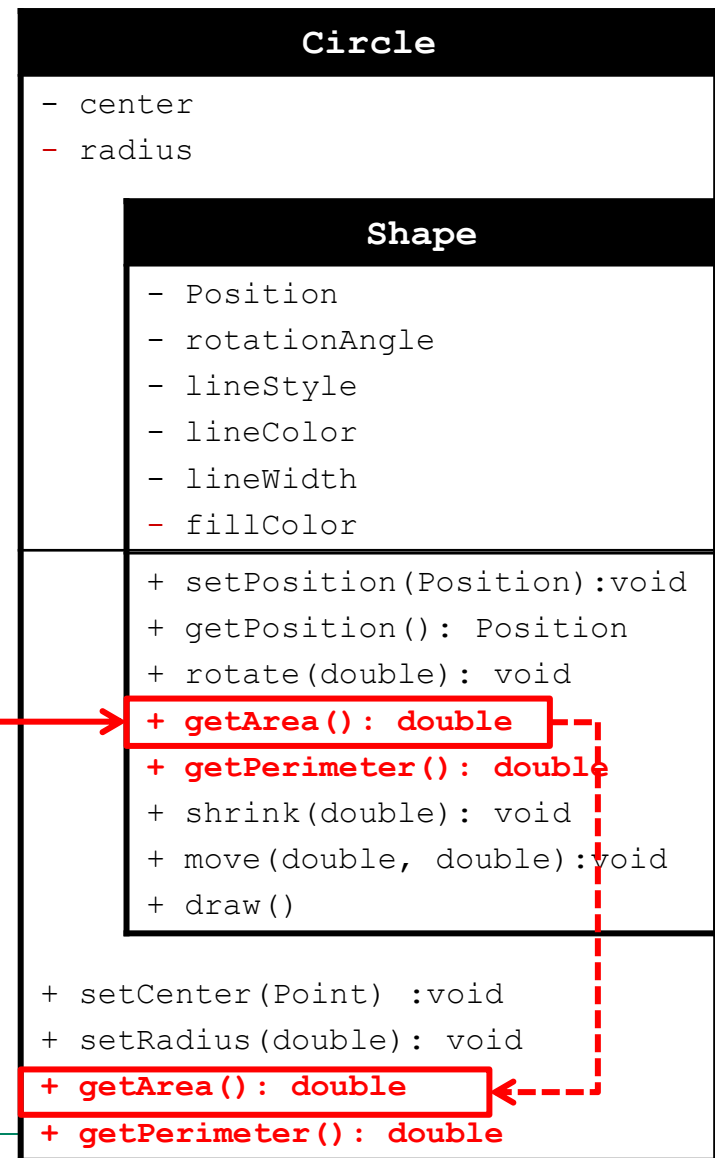 Circle
- center
- radius
Shape
- Position
- rotationAngle
- lineStyle
- lineColor
- lineWidth
- fillColor
+ setPosition(Position):void
+ getPosition(): Position
+ rotate(double): void
+ getArea(): double
+ getPerimeter(): double
+ shrink(double): void
+ move(double, double):void
+ draw()
+ setCenter(Point) :void
+ setRadius(double): void
+ getArea(): double
+ getPerimeter(): double